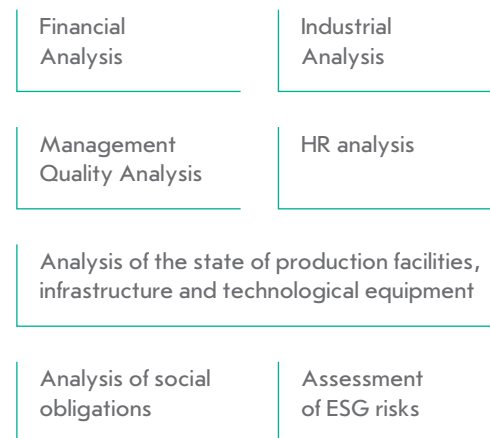 Financial
Analysis
Industrial
Analysis
Management
Quality Analysis
HR analysis
Analysis of the state of production facilities,
infrastructure and technological equipment
Analysis of social
obligations
Assessment
of ESG risks